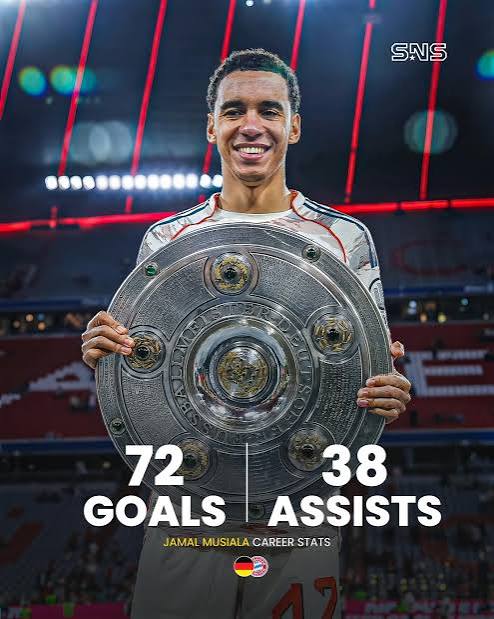 SNS
72
GOALS
38
ASSISTS
JAMAL MUSIALA CAREER STATS